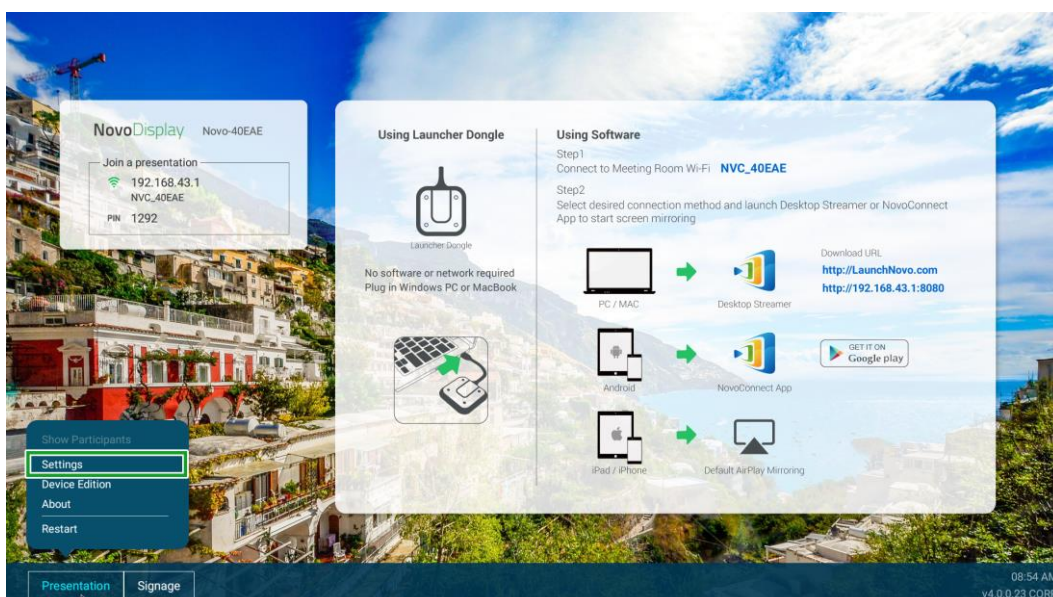 NovoDisplay Novo-40EAE
Join a presentation
192.168.43.1
NVC_40EAE
PIN 1292
Using Launcher Dongle
Launcher Dongle
No software or network required
Plug in Windows PC or MacBook
Using Software
Step1
Connect to Meeting Room Wi-Fi NVC_40EAE
Step2
Select desired connection method and launch Desktop Streamer or NovoConnect
App to start screen mirroring
PC / MAC
Desktop Streamer
Download URL
http://LaunchNovo.com
http://192.168.43.1:8080
Android
NovoConnect App
GET IT ON
Google play
iPad / iPhone
Default AirPlay Mirroring
Show Participants
Settings
Device Edition
About
Restart
Presentation
Signage
08:54 AM
v4.0.0.23